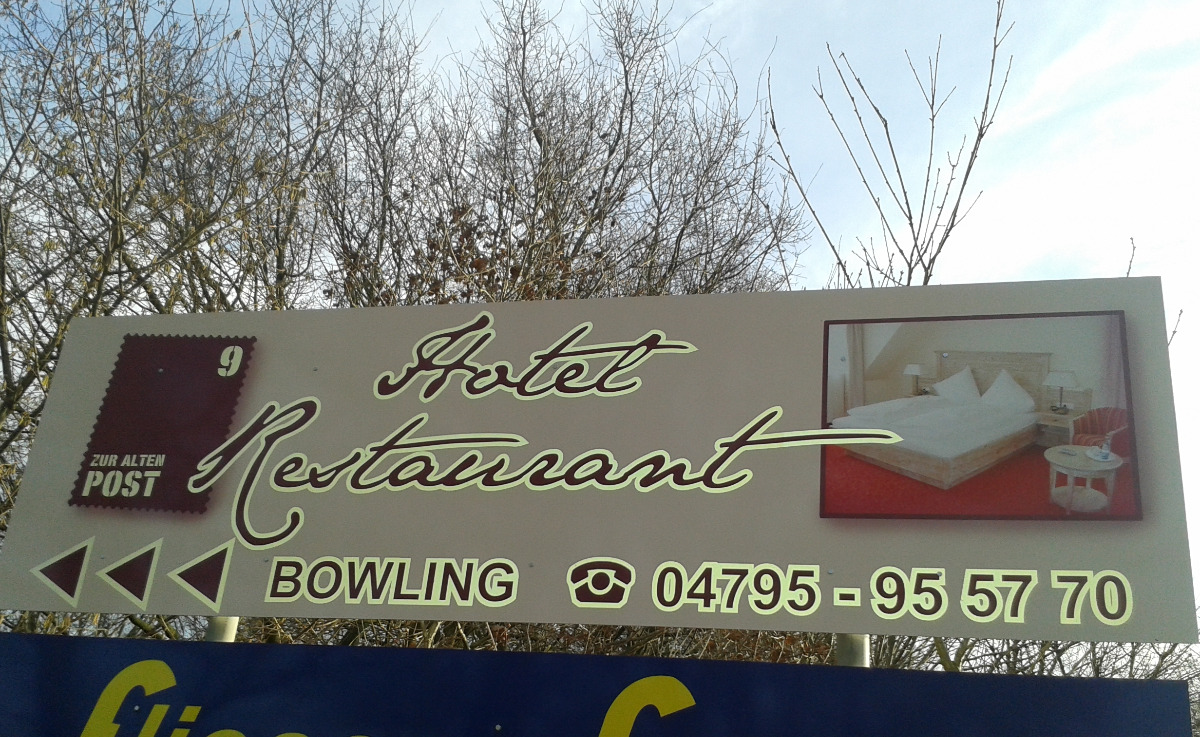 9
ZUR ALTEN
POST
Hotel
Restaurant
BOWLING 04795 - 95 57 70